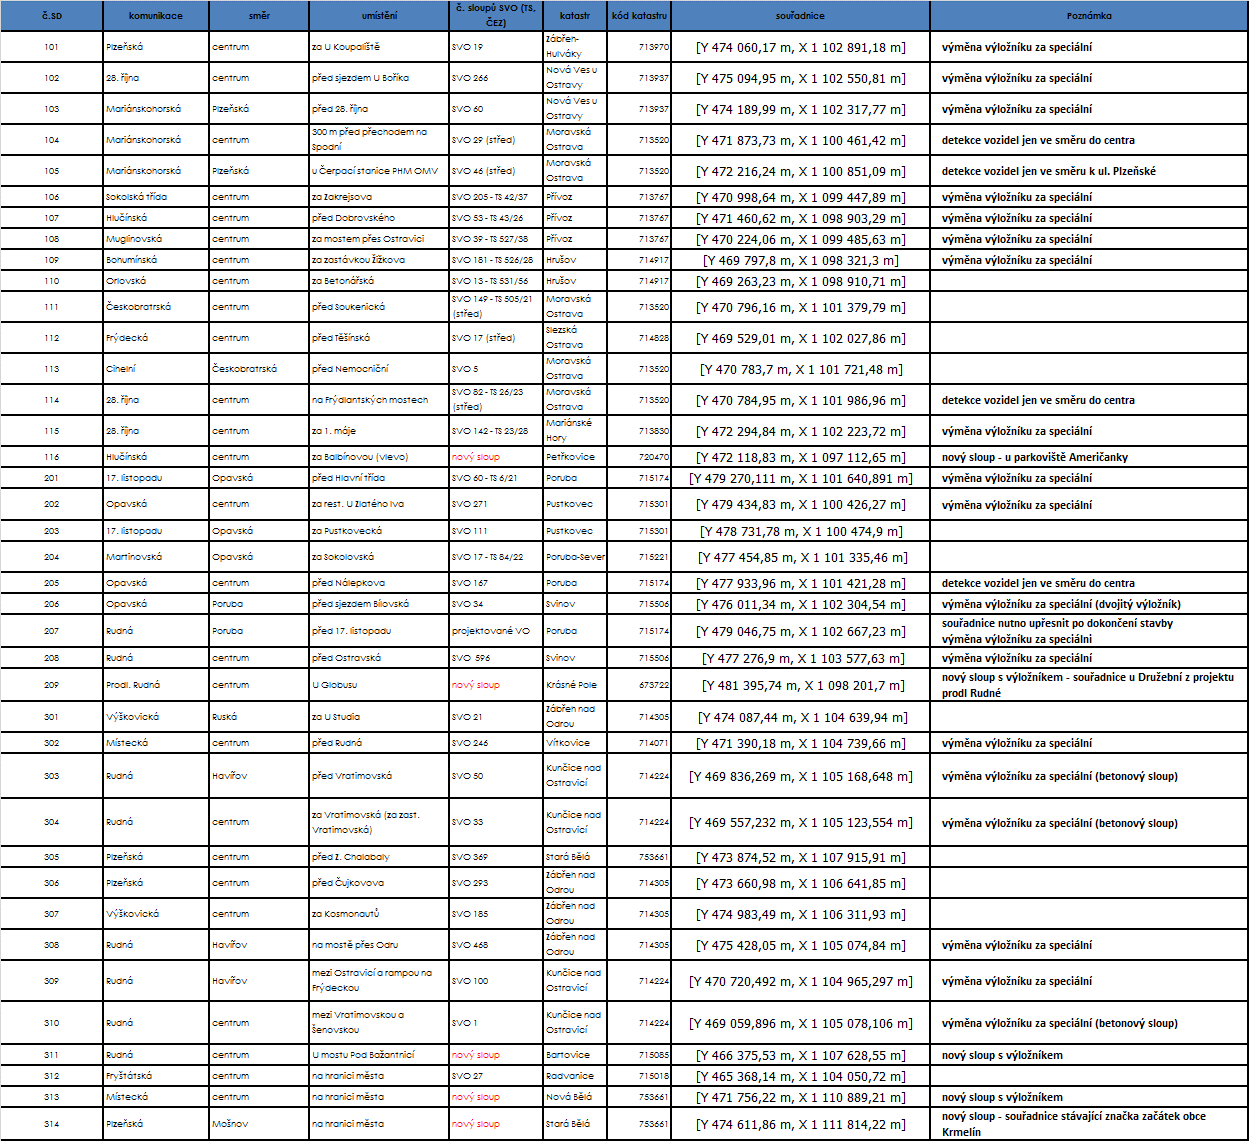 č.SD komunikace směr umístění č. sloupů SVO (TS, ČEZ) katastr kód katastru souřadnice Poznámka
101 Plzeňská centrum za U Koupaliště SVO 19 Zábřeh-Hulváky 713970 [Y 474 060,17 m, X 1 102 891,18 m] výměna výložníku za speciální
102 28. října centrum před sjezdem U Boříka SVO 266 Nová Ves u Ostravy 713937 [Y 475 094,95 m, X 1 102 550,81 m] výměna výložníku za speciální
103 Mariánskohorská Plzeňská před 28. října SVO 60 Nová Ves u Ostravy 713937 [Y 474 189,99 m, X 1 102 317,77 m] výměna výložníku za speciální
104 Mariánskohorská centrum 300 m před přechodem na Spodní SVO 29 (střed) Moravská Ostrava 713520 [Y 471 873,73 m, X 1 100 461,42 m] detekce vozidel jen ve směru do centra
105 Mariánskohorská Plzeňská u Čerpací stanice PHM OMV SVO 46 (střed) Moravská Ostrava 713520 [Y 472 216,24 m, X 1 100 851,09 m] detekce vozidel jen ve směru k ul. Plzeňské
106 Sokolská třída centrum za Zakrejsova SVO 205 - TS 42/37 Přívoz 713767 [Y 470 998,64 m, X 1 099 447,89 m] výměna výložníku za speciální
107 Hlučínská centrum před Dobrovského SVO 53 - TS 43/26 Přívoz 713767 [Y 471 460,62 m, X 1 098 903,29 m] výměna výložníku za speciální
108 Muglinovská centrum za mostem přes Ostravici SVO 39 - TS 527/38 Přívoz 713767 [Y 470 224,06 m, X 1 099 485,63 m] výměna výložníku za speciální
109 Bohumínská centrum za zastávkou Žižkova SVO 181 - TS 526/28 Hrušov 714917 [Y 469 797,8 m, X 1 098 321,3 m] výměna výložníku za speciální
110 Orlovská centrum za Betonářská SVO 13 - TS 531/56 Hrušov 714917 [Y 469 263,23 m, X 1 098 910,71 m]
111 Českobratrská centrum před Soukenická SVO 149 - TS 505/21 (střed) Moravská Ostrava 713520 [Y 470 796,16 m, X 1 101 379,79 m]
112 Frýdecká centrum před Těšínská SVO 17 (střed) Slezská Ostrava 714828 [Y 469 529,01 m, X 1 102 027,86 m]
113 Cihelní Českobratrská před Nemocniční SVO 5 Moravská Ostrava 713520 [Y 470 783,7 m, X 1 101 721,48 m]
114 28. října centrum na Frýdlantských mostech SVO 82 - TS 26/23 (střed) Moravská Ostrava 713520 [Y 470 784,95 m, X 1 101 986,96 m] detekce vozidel jen ve směru do centra
115 28. října centrum za 1. máje SVO 142 - TS 23/28 Mariánské Hory 713830 [Y 472 294,84 m, X 1 102 223,72 m] výměna výložníku za speciální
116 Hlučínská centrum za Balbínovou (vlevo) nový sloup Petřkovice 720470 [Y 472 118,83 m, X 1 097 112,65 m] nový sloup - u parkoviště Američanky
201 17. listopadu Opavská před Hlavní třída SVO 60 - TS 6/21 Poruba 715174 [Y 479 270,111 m, X 1 101 640,891 m] výměna výložníku za speciální
202 Opavská centrum za rest. U Zlatého lva SVO 271 Pustkovec 715301 [Y 479 434,83 m, X 1 100 426,27 m] výměna výložníku za speciální
203 17. listopadu Opavská za Pustkovecká SVO 111 Pustkovec 715301 [Y 478 731,78 m, X 1 100 474,9 m]
204 Martinovská Opavská za Sokolovská SVO 17 - TS 84/22 Poruba-Sever 715221 [Y 477 454,85 m, X 1 101 335,46 m]
205 Opavská centrum před Nálepkova SVO 167 Poruba 715174 [Y 477 933,96 m, X 1 101 421,28 m] detekce vozidel jen ve směru do centra
206 Opavská Poruba před sjezdem Bílovská SVO 34 Svinov 715506 [Y 476 011,34 m, X 1 102 304,54 m] výměna výložníku za speciální (dvojitý výložník)
207 Rudná Poruba před 17. listopadu projektované VO Poruba 715174 [Y 479 046,75 m, X 1 102 667,23 m] souřadnice nutno upřesnit po dokončení stavby
výměna výložníku za speciální
208 Rudná centrum před Ostravská SVO 596 Svinov 715506 [Y 477 276,9 m, X 1 103 577,63 m] výměna výložníku za speciální
209 Prodl. Rudná centrum U Globusu nový sloup Krásné Pole 673722 [Y 481 395,74 m, X 1 098 201,7 m] nový sloup s výložníkem - souřadnice u Družební z projektu prodl Rudné
301 Výškovická Ruská za U Studia SVO 21 Zábřeh nad Odrou 714305 [Y 474 087,44 m, X 1 104 639,94 m]
302 Místecká centrum před Rudná SVO 246 Vítkovice 714071 [Y 471 390,18 m, X 1 104 739,66 m] výměna výložníku za speciální
303 Rudná Havířov před Vratimovská SVO 50 Kunčice nad Ostravicí 714224 [Y 469 836,269 m, X 1 105 168,648 m] výměna výložníku za speciální (betonový sloup)
304 Rudná centrum za Vratimovská (za zast. Vratimovská) SVO 33 Kunčice nad Ostravicí 714224 [Y 469 557,232 m, X 1 105 123,554 m] výměna výložníku za speciální (betonový sloup)
305 Plzeňská centrum před Z. Chalabaly SVO 369 Stará Bělá 753661 [Y 473 874,52 m, X 1 107 915,91 m]
306 Plzeňská centrum před Čujkovova SVO 293 Zábřeh nad Odrou 714305 [Y 473 660,98 m, X 1 106 641,85 m]
307 Výškovická centrum za Kosmonautů SVO 185 Zábřeh nad Odrou 714305 [Y 474 983,49 m, X 1 106 311,93 m]
308 Rudná Havířov na mostě přes Odru SVO 468 Zábřeh nad Odrou 714305 [Y 475 428,05 m, X 1 105 074,84 m] výměna výložníku za speciální
309 Rudná Havířov mezi Ostravicí a rampou na Frýdeckou SVO 100 Kunčice nad Ostravicí 714224 [Y 470 720,492 m, X 1 104 965,297 m] výměna výložníku za speciální
310 Rudná centrum mezi Vratimovskou a Šenovskou SVO 1 Kunčice nad Ostravicí 714224 [Y 469 059,896 m, X 1 105 078,106 m] výměna výložníku za speciální (betonový sloup)
311 Rudná centrum U mostu Pod Bažantnicí nový sloup Bartovice 715085 [Y 466 375,53 m, X 1 107 628,55 m] nový sloup s výložníkem
312 Fryštátská centrum na hranici města SVO 27 Radvanice 715018 [Y 465 368,14 m, X 1 104 050,72 m]
313 Místecká centrum na hranici města nový sloup Nová Bělá 753661 [Y 471 756,22 m, X 1 110 889,21 m] nový sloup s výložníkem
314 Plzeňská Mošnov na hranici města nový sloup Stará Bělá 753661 [Y 474 611,86 m, X 1 111 814,22 m] nový sloup - souřadnice stávající značka začátek obce Krmelín